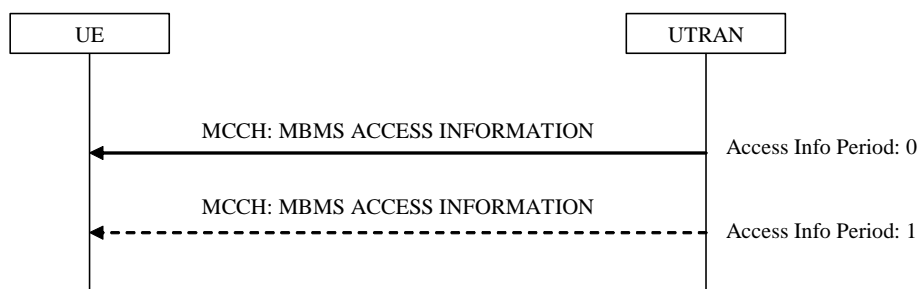 UE
UTRAN
MCCH: MBMS ACCESS INFORMATION
Access Info Period: 0
MCCH: MBMS ACCESS INFORMATION
Access Info Period: 1